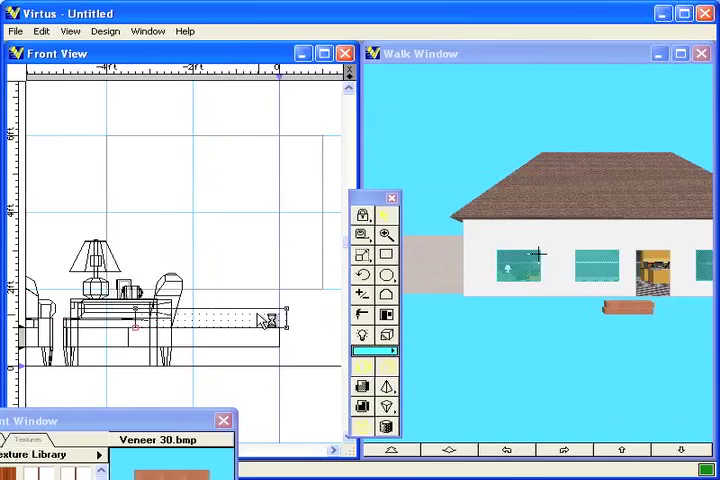 Virtus - Untitled
File Edit View Design Window Help
Front View
Walk Window
-4ft -2ft 0
X
6ft
4ft
2ft
0
nt Window
Textures
Veneer 30.bmp
exture Library